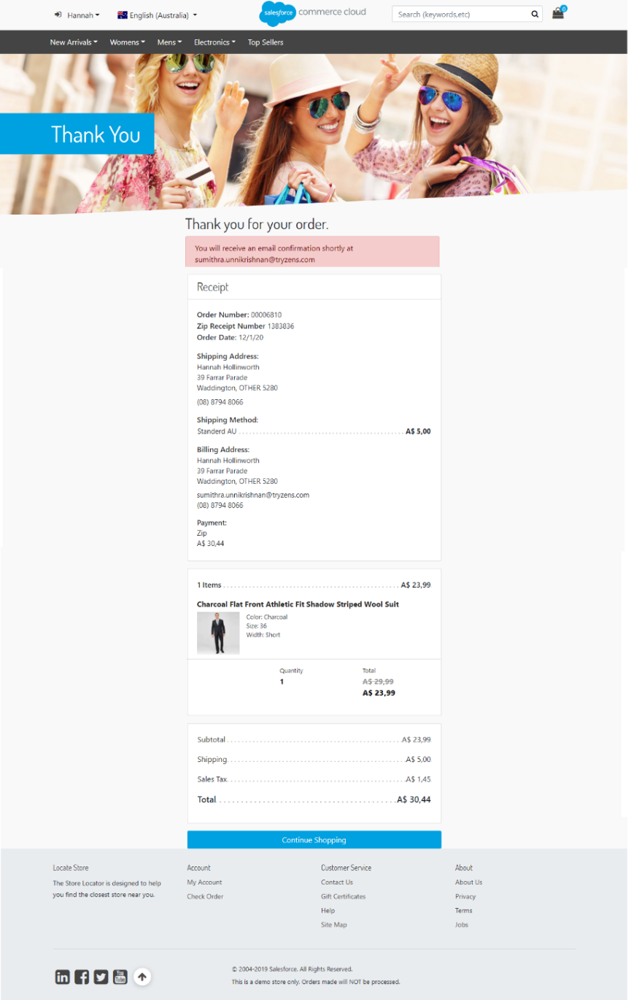 Hannah
English (Australia)
salesforce commerce cloud
Search (keywords,etc)
0
New Arrivals Womens Mens Electronics Top Sellers
Thank You
Thank you for your order.
You will receive an email confirmation shortly at
sumithra.unnikrishnan@tryzens.com
Receipt
Order Number: 00006810
Zip Receipt Number 1383836
Order Date: 12/1/20
Shipping Address:
Hannah Hollinworth
39 Farrar Parade
Waddington, OTHER 5280
(08) 8794 8066
Shipping Method:
Standerd AU A$ 5,00
Billing Address:
Hannah Hollinworth
39 Farrar Parade
Waddington, OTHER 5280
sumithra.unnikrishnan@tryzens.com
(08) 8794 8066
Payment:
Zip
A$ 30,44
1 Items A$ 23,99
Charcoal Flat Front Athletic Fit Shadow Striped Wool Suit
Color: Charcoal
Size: 36
Width: Short
Quantity Total
1 A$ 29,99
A$ 23,99
Subtotal A$ 23,99
Shipping A$ 5,00
Sales Tax A$ 1,45
Total A$ 30,44
Continue Shopping
Locate Store
The Store Locator is designed to help
you find the closest store near you.
Account
My Account
Check Order
Customer Service
Contact Us
Gift Certificates
Help
Site Map
About
About Us
Privacy
Terms
Jobs
in
You
Tube
© 2004-2019 Salesforce. All Rights Reserved.
This is a demo store only. Orders made will NOT be processed.